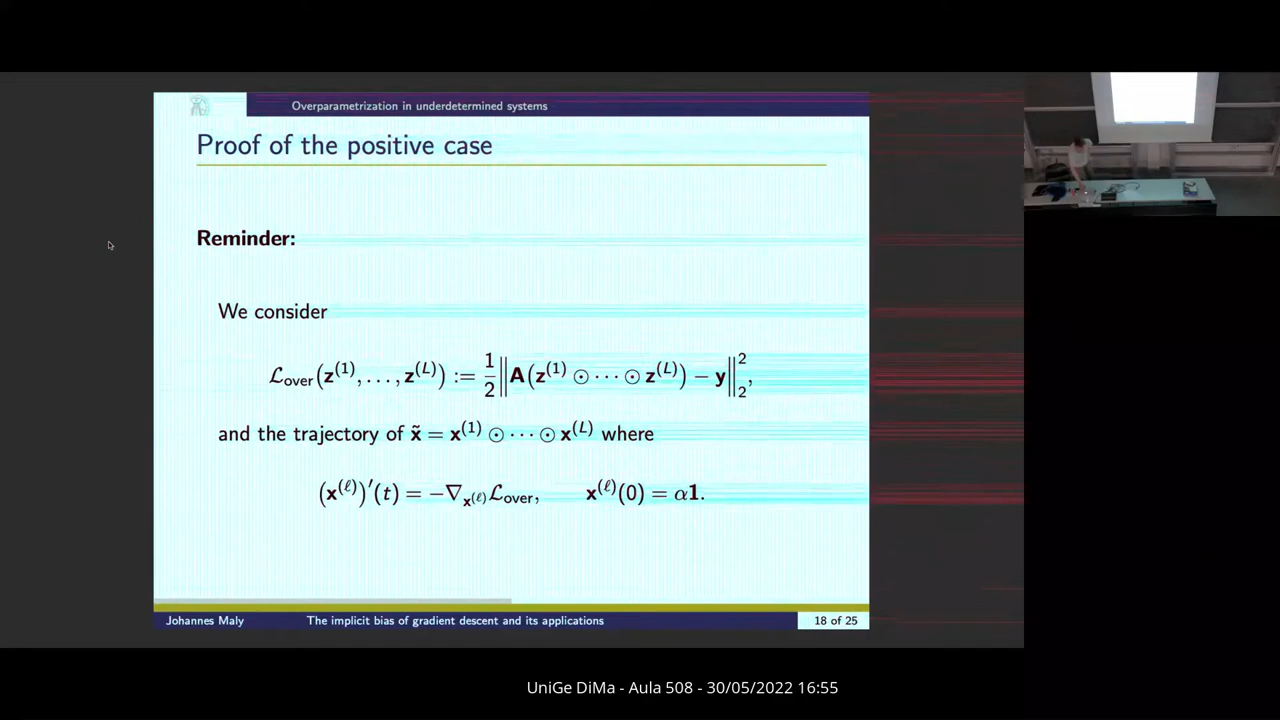 Overparametrization in underdetermined systems
Proof of the positive case
Reminder:
We consider
𝓛_over(z^(1), …, z^(L)) := 1/2 ‖A(z^(1) ⊙ ⋯ ⊙ z^(L)) − y‖_2^2,
and the trajectory of x̃ = x^(1) ⊙ ⋯ ⊙ x^(L) where
(x^(ℓ))′(t) = −∇_{x^(ℓ)} 𝓛_over, x^(ℓ)(0) = α1.
Johannes Maly The implicit bias of gradient descent and its applications 18 of 25
UniGe DiMa - Aula 508 - 30/05/2022 16:55